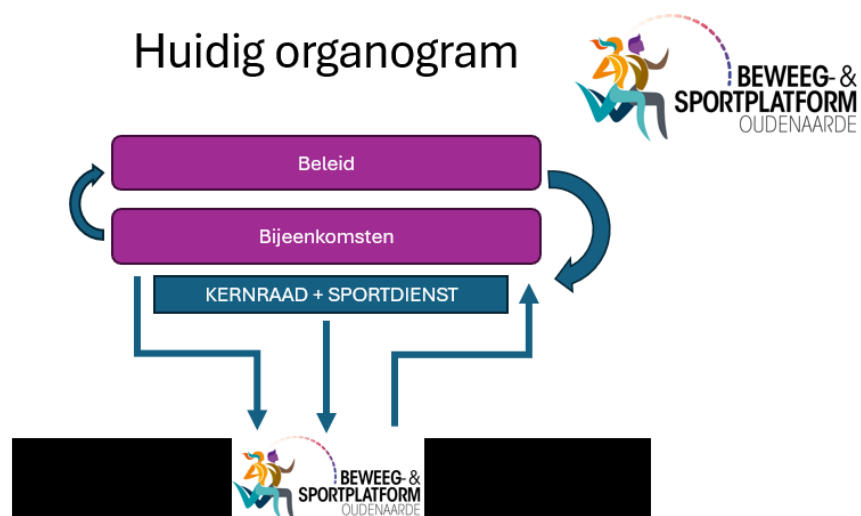 Huidig organogram
BEWEEG- &
SPORTPLATFORM
OUDENAARDE
Beleid
Bijeenkomsten
KERNRAAD + SPORTDIENST
BEWEEG- &
SPORTPLATFORM
OUDENAARDE